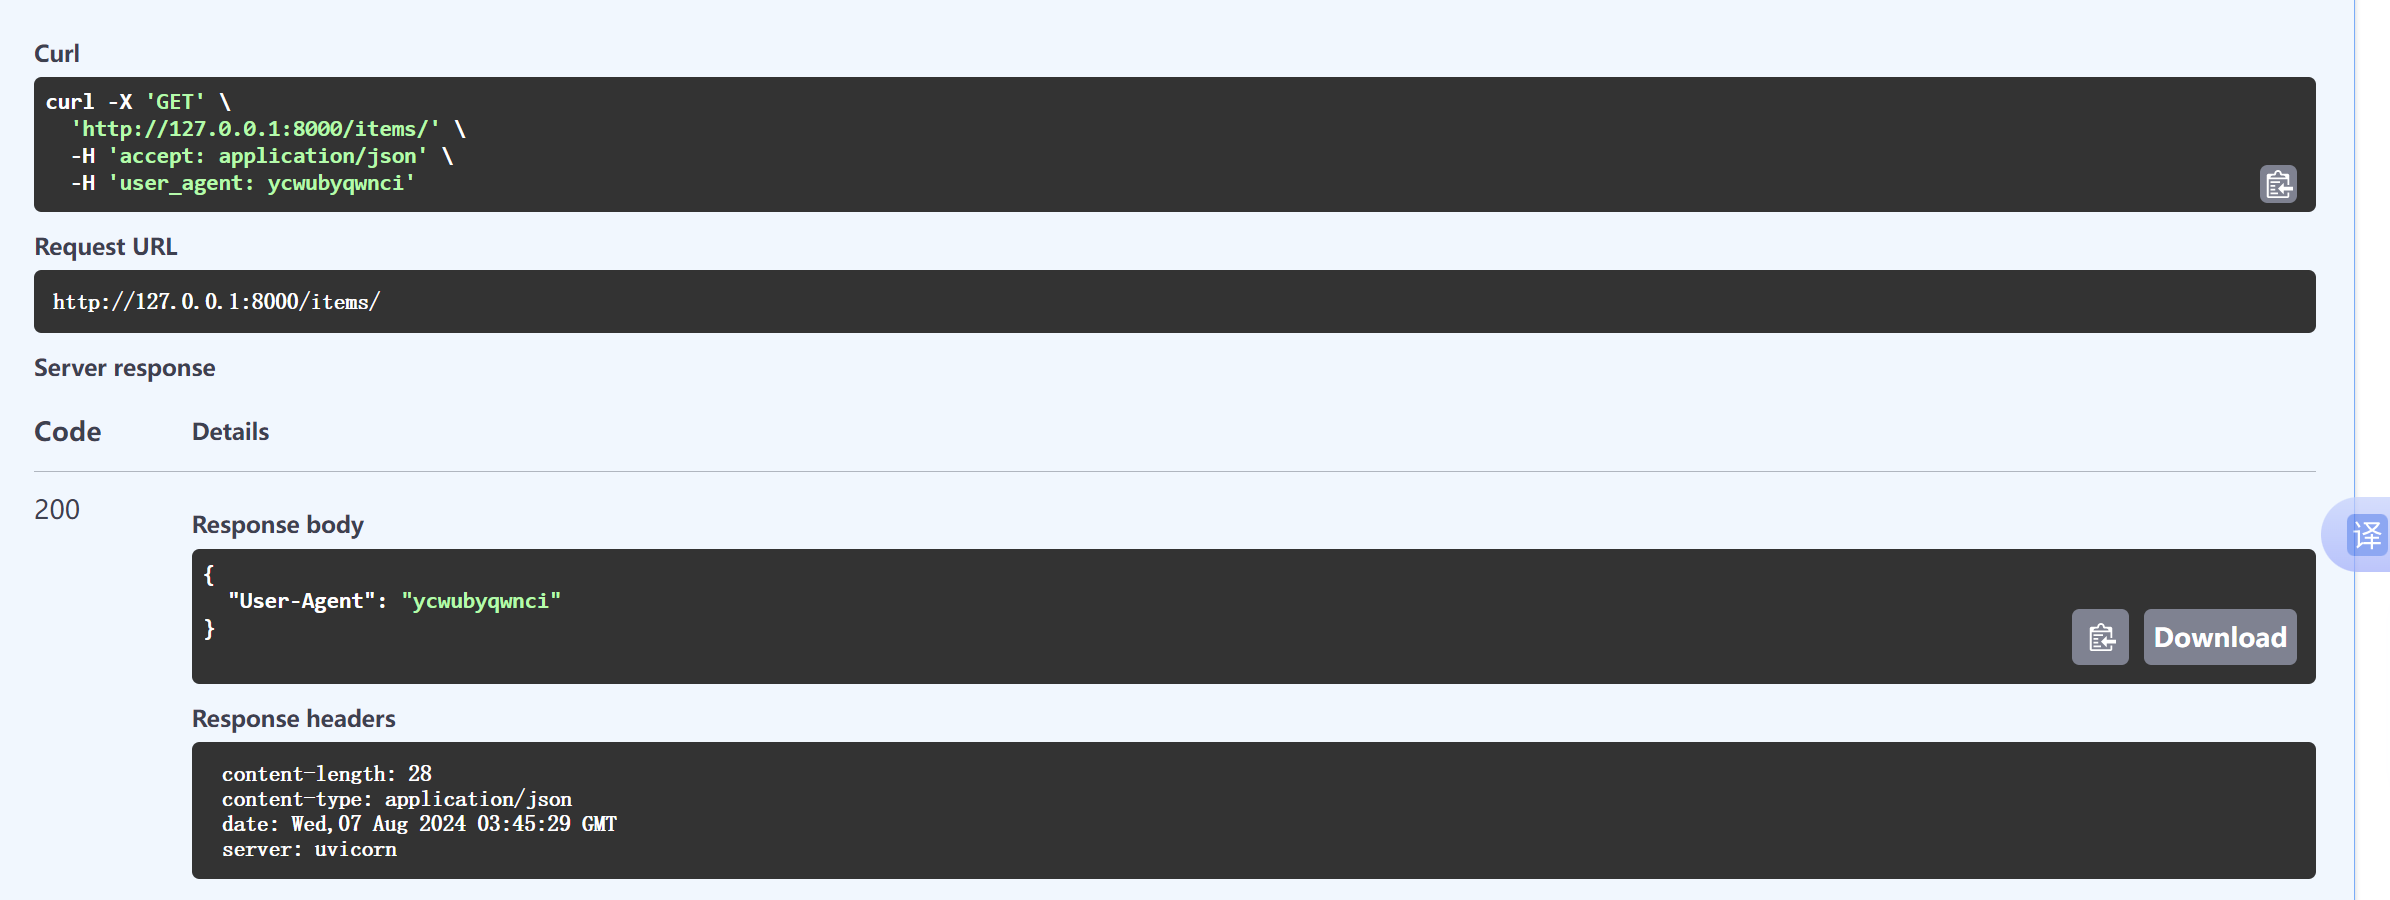 Curl
curl -X 'GET' \
  'http://127.0.0.1:8000/items/' \
  -H 'accept: application/json' \
  -H 'user_agent: ycwubyqwnci'
Request URL
http://127.0.0.1:8000/items/
Server response
Code Details
200
Response body
{
  "User-Agent": "ycwubyqwnci"
}
Download
译
Response headers
content-length: 28
content-type: application/json
date: Wed,07 Aug 2024 03:45:29 GMT
server: uvicorn